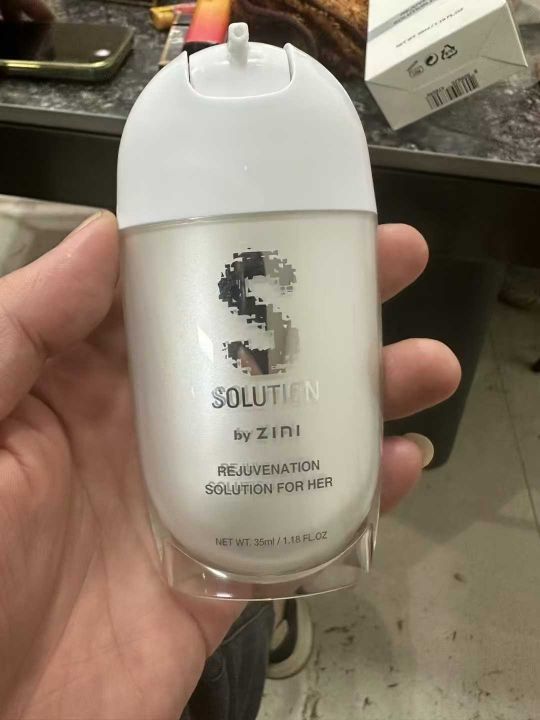 S
SOLUTION
by ZINI
REJUVENATION
SOLUTION FOR HER
NET WT. 35ml / 1.18 FL.OZ